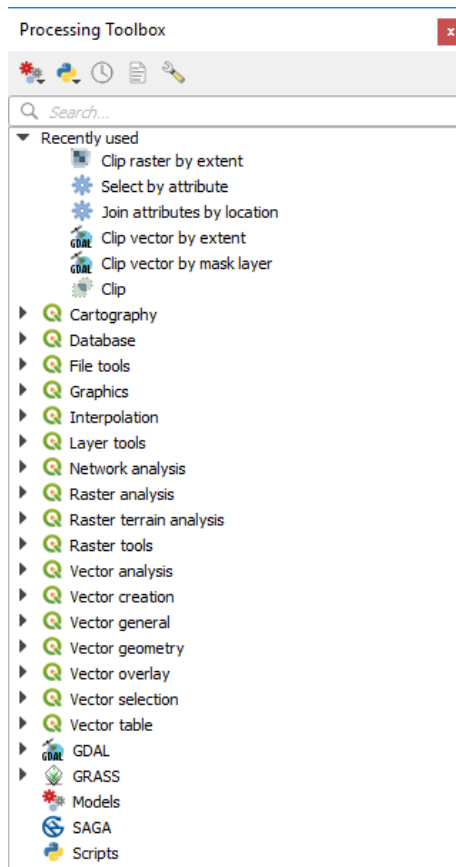 Processing Toolbox
x
Search...
Recently used
Clip raster by extent
Select by attribute
Join attributes by location
GDAL Clip vector by extent
GDAL Clip vector by mask layer
Clip
Cartography
Database
File tools
Graphics
Interpolation
Layer tools
Network analysis
Raster analysis
Raster terrain analysis
Raster tools
Vector analysis
Vector creation
Vector general
Vector geometry
Vector overlay
Vector selection
Vector table
GDAL GDAL
GRASS
Models
SAGA
Scripts